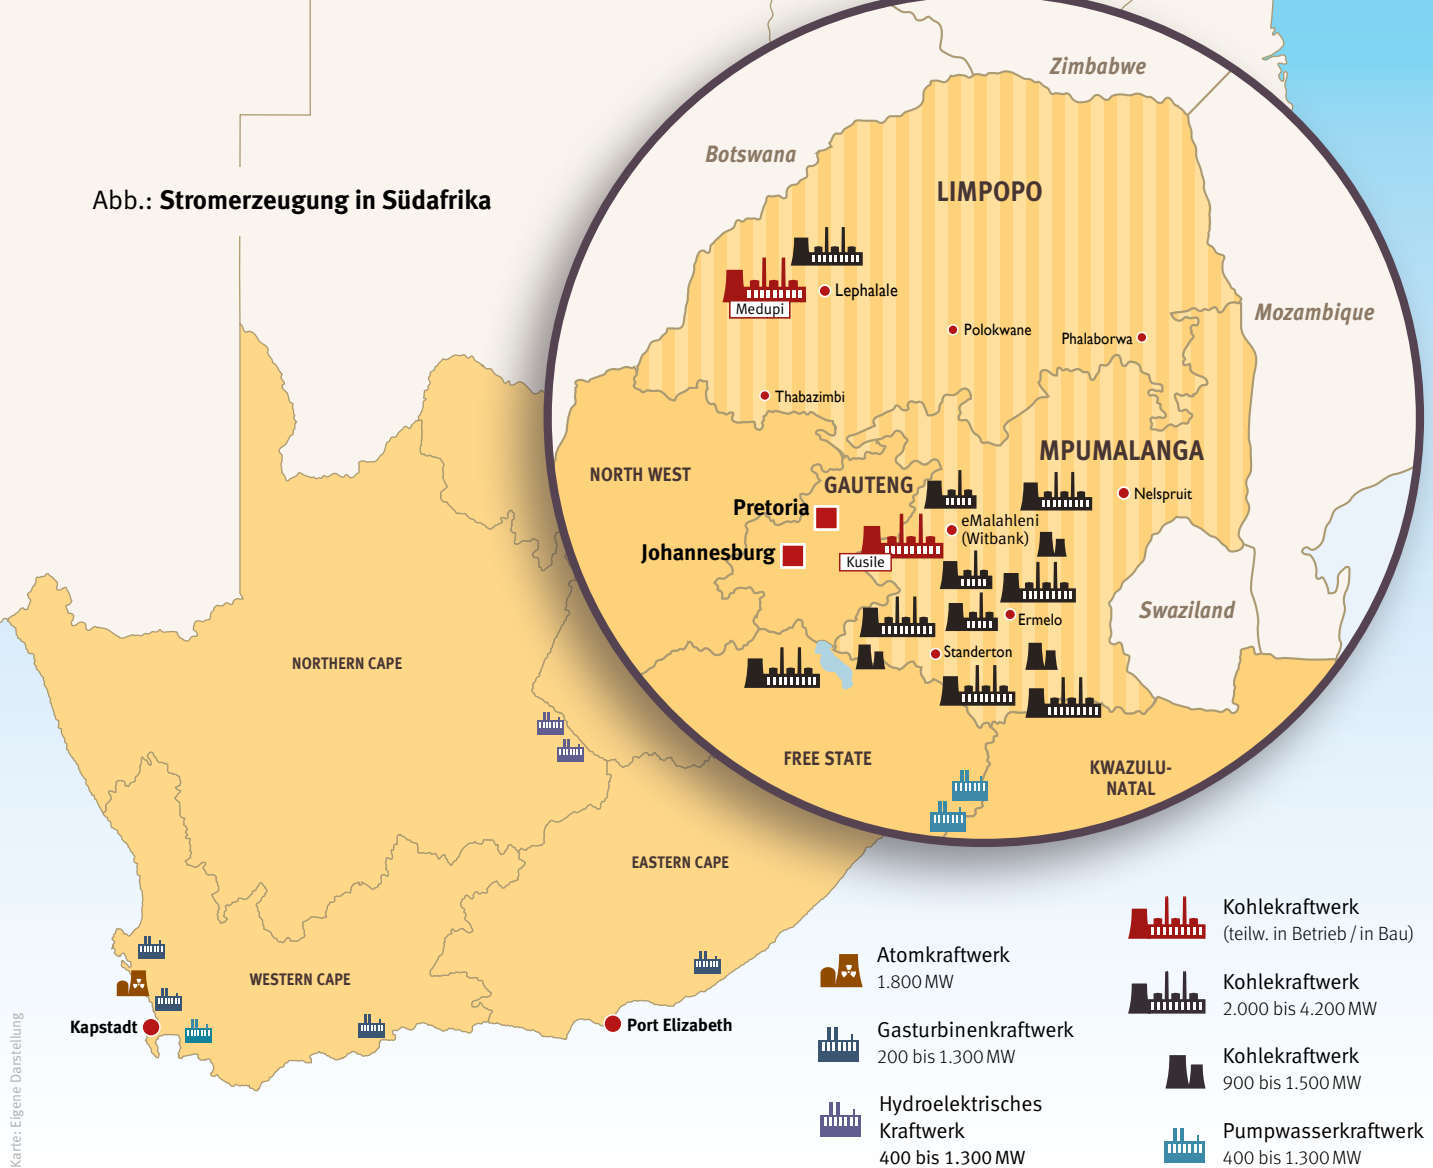 Zimbabwe
Botswana
Abb.: Stromerzeugung in Südafrika
LIMPOPO
Lephalale
Medupi
Mozambique
Polokwane
Phalaborwa
Thabazimbi
MPUMALANGA
NORTH WEST
GAUTENG
Nelspruit
Pretoria
eMalahleni
(Witbank)
Johannesburg
Kusile
Swaziland
Ermelo
Standerton
NORTHERN CAPE
FREE STATE
KWAZULU-
NATAL
EASTERN CAPE
WESTERN CAPE
Kapstadt
Port Elizabeth
Atomkraftwerk
1.800 MW
Gasturbinenkraftwerk
200 bis 1.300 MW
Hydroelektrisches
Kraftwerk
400 bis 1.300 MW
Kohlekraftwerk
(teilw. in Betrieb / in Bau)
Kohlekraftwerk
2.000 bis 4.200 MW
Kohlekraftwerk
900 bis 1.500 MW
Pumpwasserkraftwerk
400 bis 1.300 MW
Karte: Eigene Darstellung